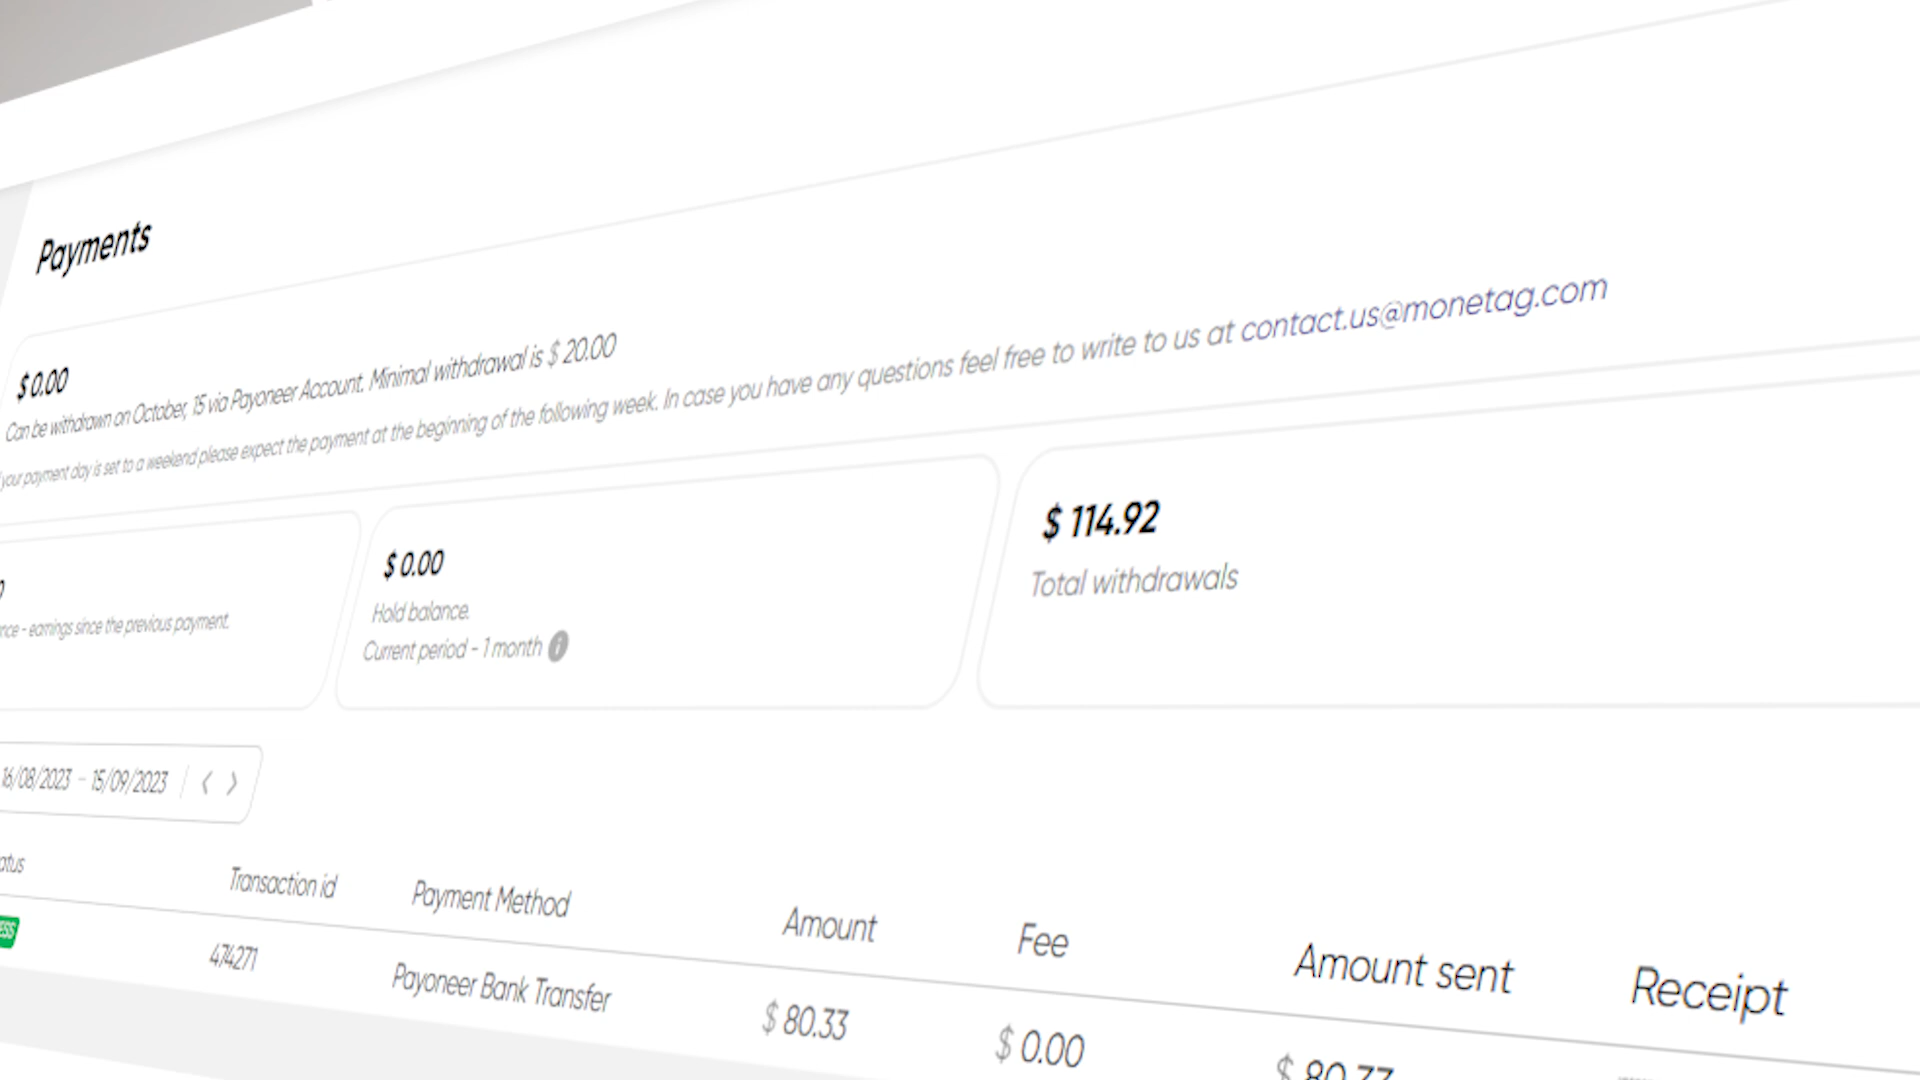 Payments
$ 0.00
Can be withdrawn on October, 15 via Payoneer Account. Minimal withdrawal is $ 20.00
your payment day is set to a weekend please expect the payment at the beginning of the following week. In case you have any questions feel free to write to us at contact.us@monetag.com
- earnings since the previous payment.
$ 0.00
Hold balance.
Current period - 1 month
$ 114.92
Total withdrawals
16/08/2023 - 15/09/2023
Transaction id Payment Method Amount Fee Amount sent Receipt
474271 Payoneer Bank Transfer $ 80.33 $ 0.00 $ 80.33